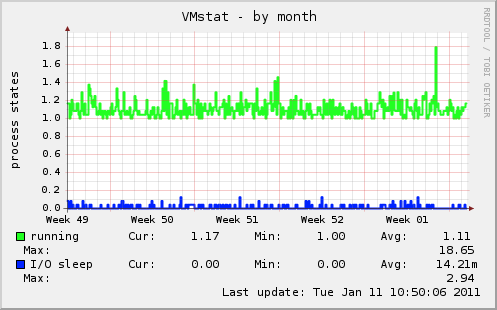 VMstat - by month
RRDTOOL / TOBI OETIKER
process states
1.8
1.6
1.4
1.2
1.0
0.8
0.6
0.4
0.2
0.0
Week 49 Week 50 Week 51 Week 52 Week 01
running Cur: 1.17 Min: 1.00 Avg: 1.11
Max: 18.65
I/O sleep Cur: 0.00 Min: 0.00 Avg: 14.21m
Max: 2.94
Last update: Tue Jan 11 10:50:06 2011